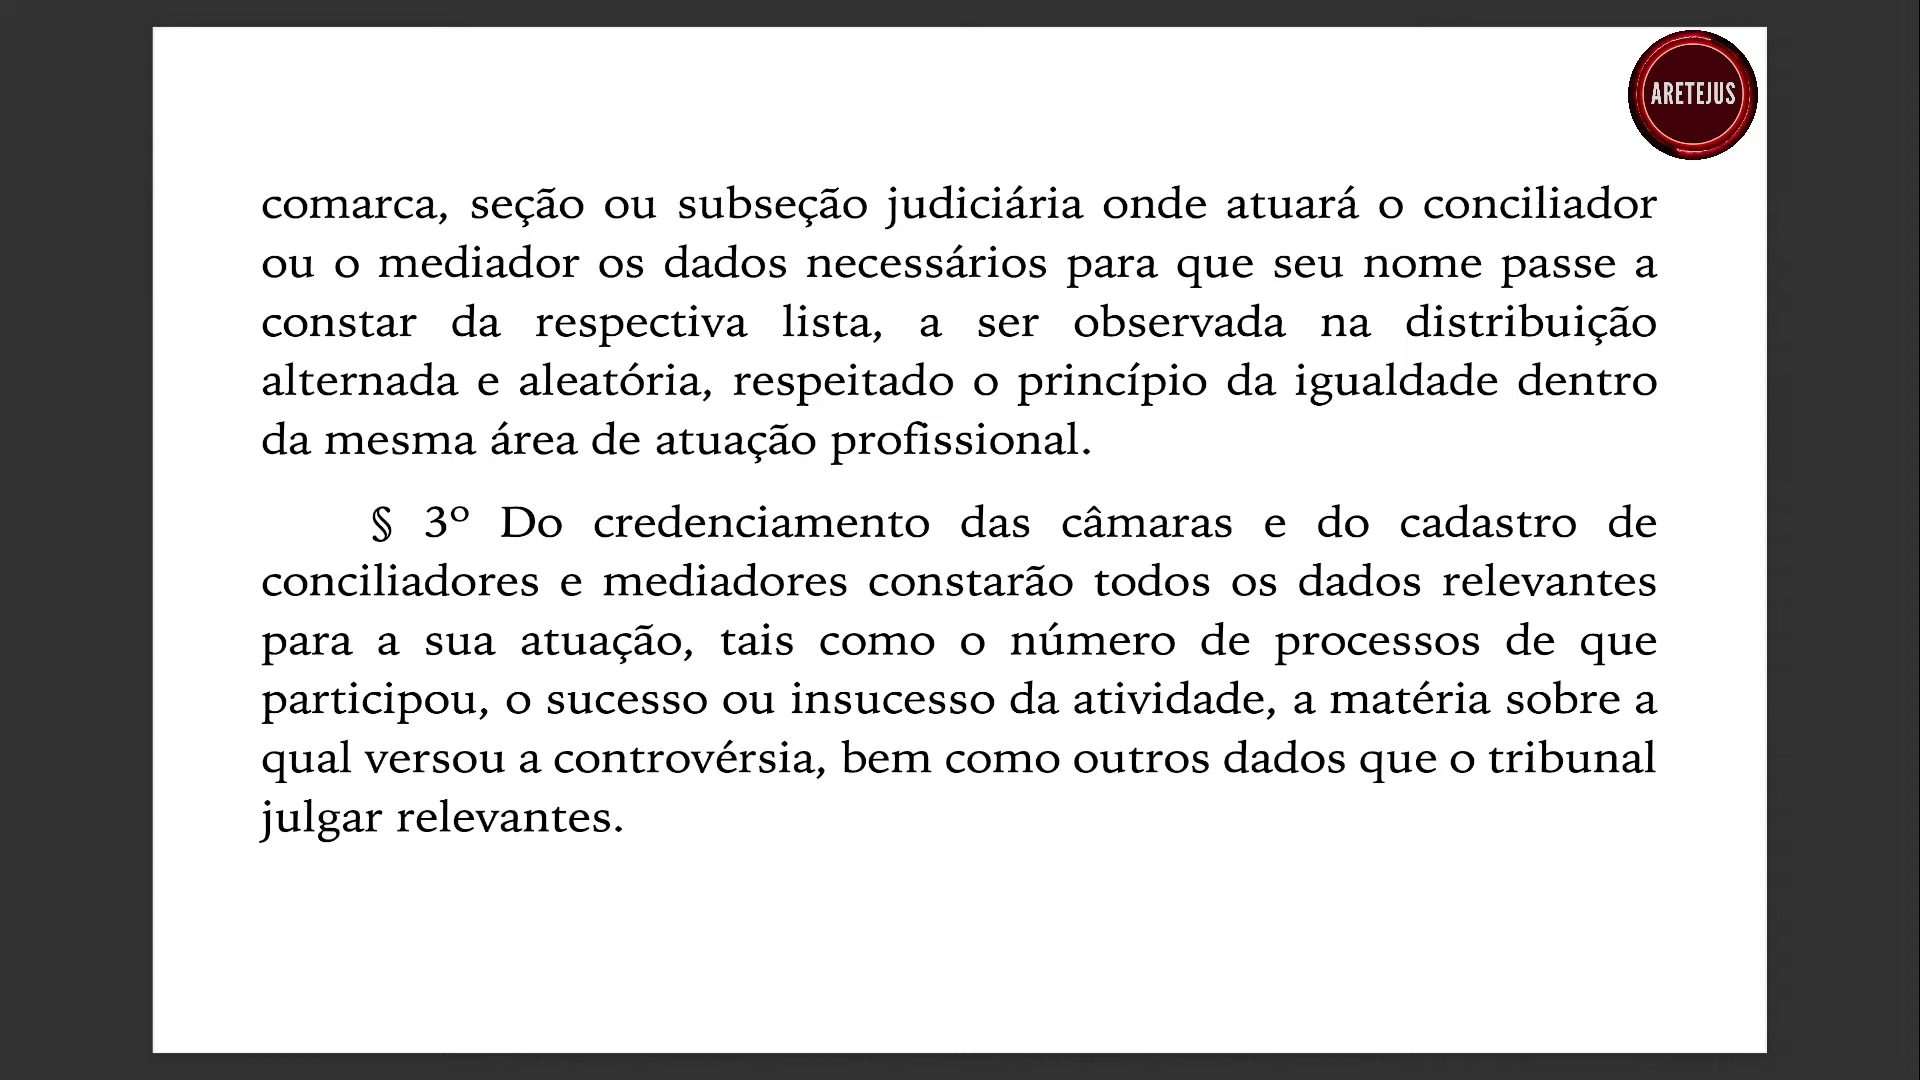 ARETEJUS
comarca, seção ou subseção judiciária onde atuará o conciliador
ou o mediador os dados necessários para que seu nome passe a
constar da respectiva lista, a ser observada na distribuição
alternada e aleatória, respeitado o princípio da igualdade dentro
da mesma área de atuação profissional.
§ 3º Do credenciamento das câmaras e do cadastro de
conciliadores e mediadores constarão todos os dados relevantes
para a sua atuação, tais como o número de processos de que
participou, o sucesso ou insucesso da atividade, a matéria sobre a
qual versou a controvérsia, bem como outros dados que o tribunal
julgar relevantes.